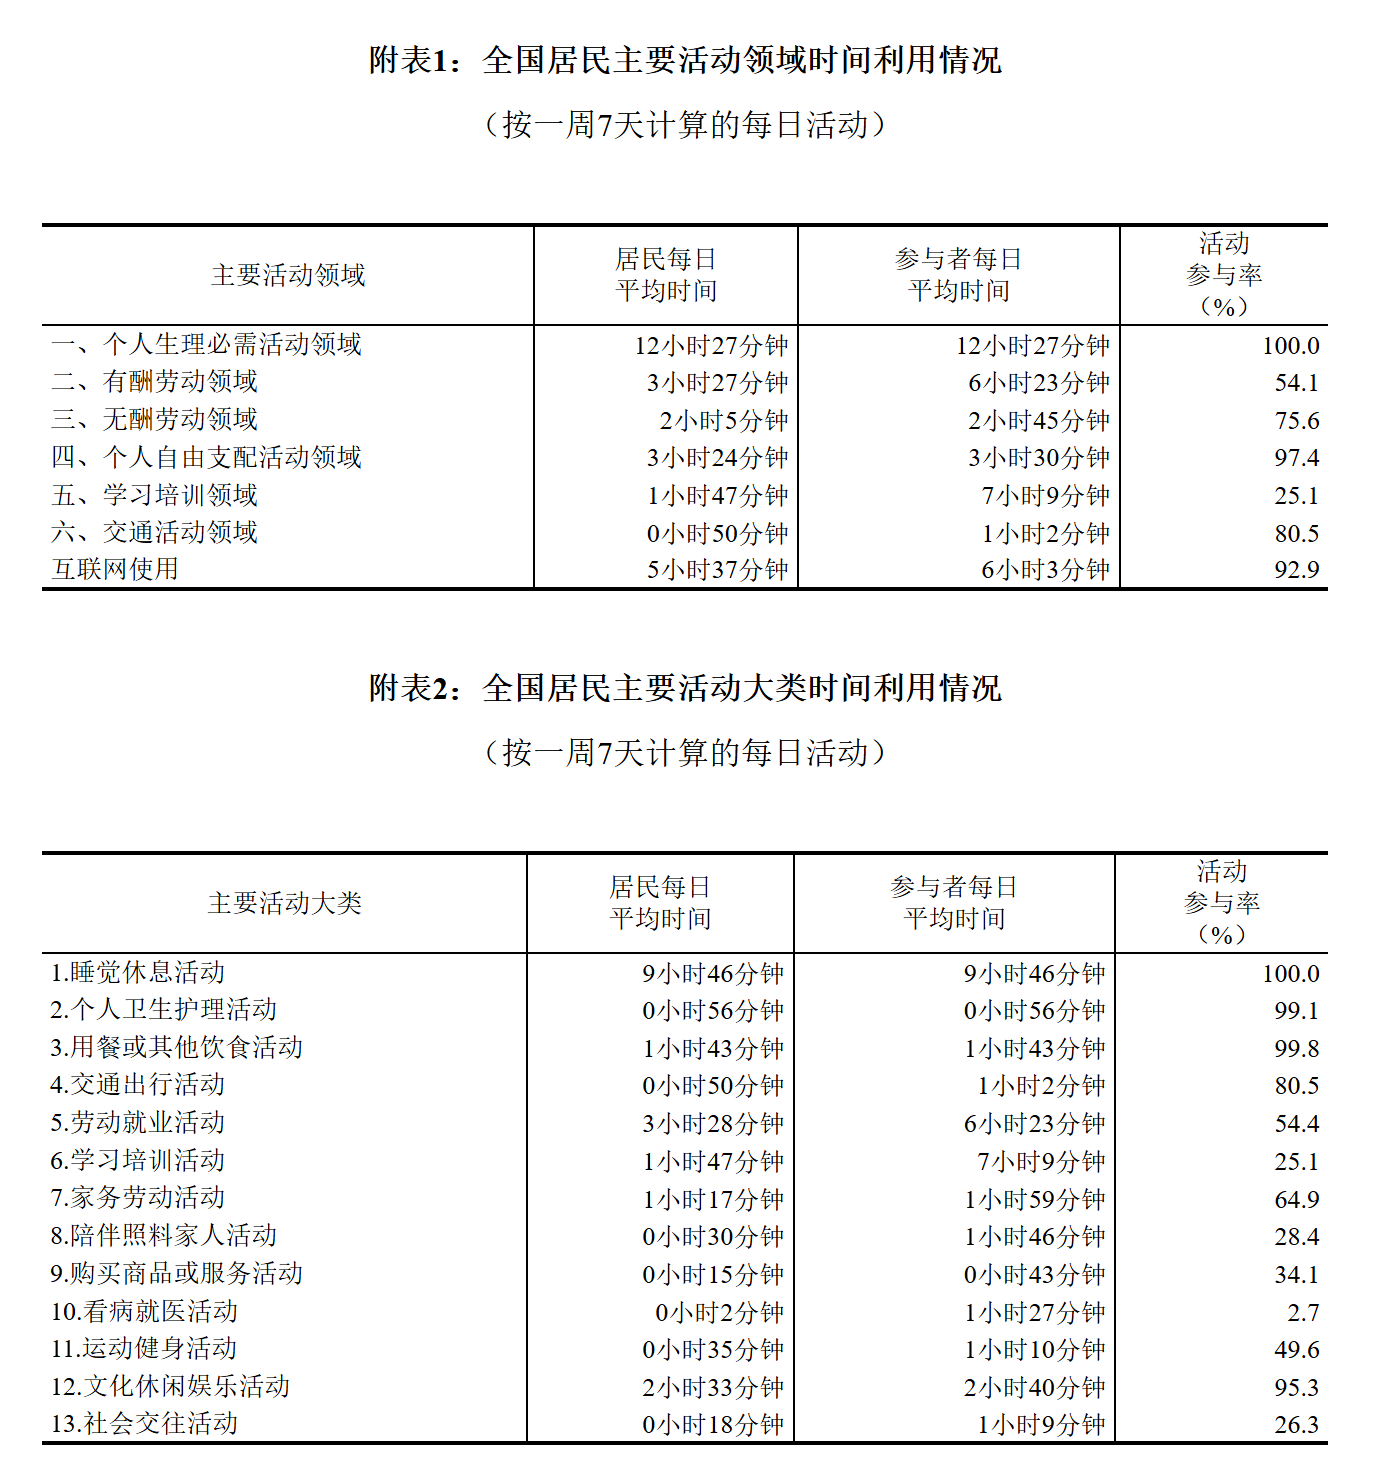 附表1：全国居民主要活动领域时间利用情况
（按一周7天计算的每日活动）
主要活动领域 居民每日平均时间 参与者每日平均时间 活动参与率（%）
一、个人生理必需活动领域 12小时27分钟 12小时27分钟 100.0
二、有酬劳动领域 3小时27分钟 6小时23分钟 54.1
三、无酬劳动领域 2小时5分钟 2小时45分钟 75.6
四、个人自由支配活动领域 3小时24分钟 3小时30分钟 97.4
五、学习培训领域 1小时47分钟 7小时9分钟 25.1
六、交通活动领域 0小时50分钟 1小时2分钟 80.5
互联网使用 5小时37分钟 6小时3分钟 92.9
附表2：全国居民主要活动大类时间利用情况
（按一周7天计算的每日活动）
主要活动大类 居民每日平均时间 参与者每日平均时间 活动参与率（%）
1.睡觉休息活动 9小时46分钟 9小时46分钟 100.0
2.个人卫生护理活动 0小时56分钟 0小时56分钟 99.1
3.用餐或其他饮食活动 1小时43分钟 1小时43分钟 99.8
4.交通出行活动 0小时50分钟 1小时2分钟 80.5
5.劳动就业活动 3小时28分钟 6小时23分钟 54.4
6.学习培训活动 1小时47分钟 7小时9分钟 25.1
7.家务劳动活动 1小时17分钟 1小时59分钟 64.9
8.陪伴照料家人活动 0小时30分钟 1小时46分钟 28.4
9.购买商品或服务活动 0小时15分钟 0小时43分钟 34.1
10.看病就医活动 0小时2分钟 1小时27分钟 2.7
11.运动健身活动 0小时35分钟 1小时10分钟 49.6
12.文化休闲娱乐活动 2小时33分钟 2小时40分钟 95.3
13.社会交往活动 0小时18分钟 1小时9分钟 26.3